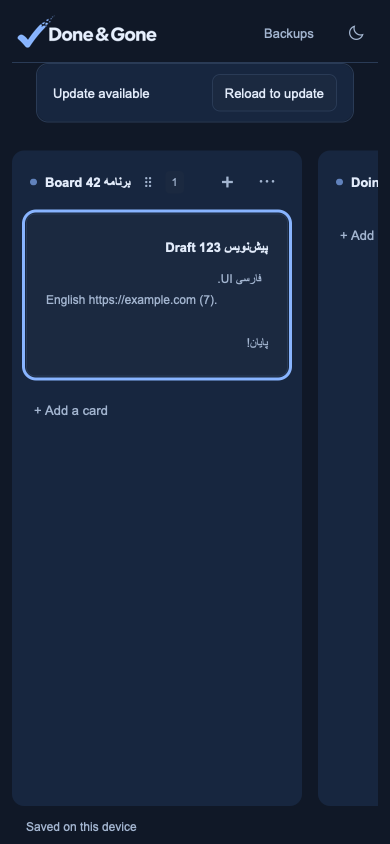 Done & Gone
Backups
Update available
Reload to update
Board 42 برنامه
1
Doin
پیش‌نویس Draft 123
+ Add
فارسی UI.
English https://example.com (7).
پایان!
+ Add a card
Saved on this device